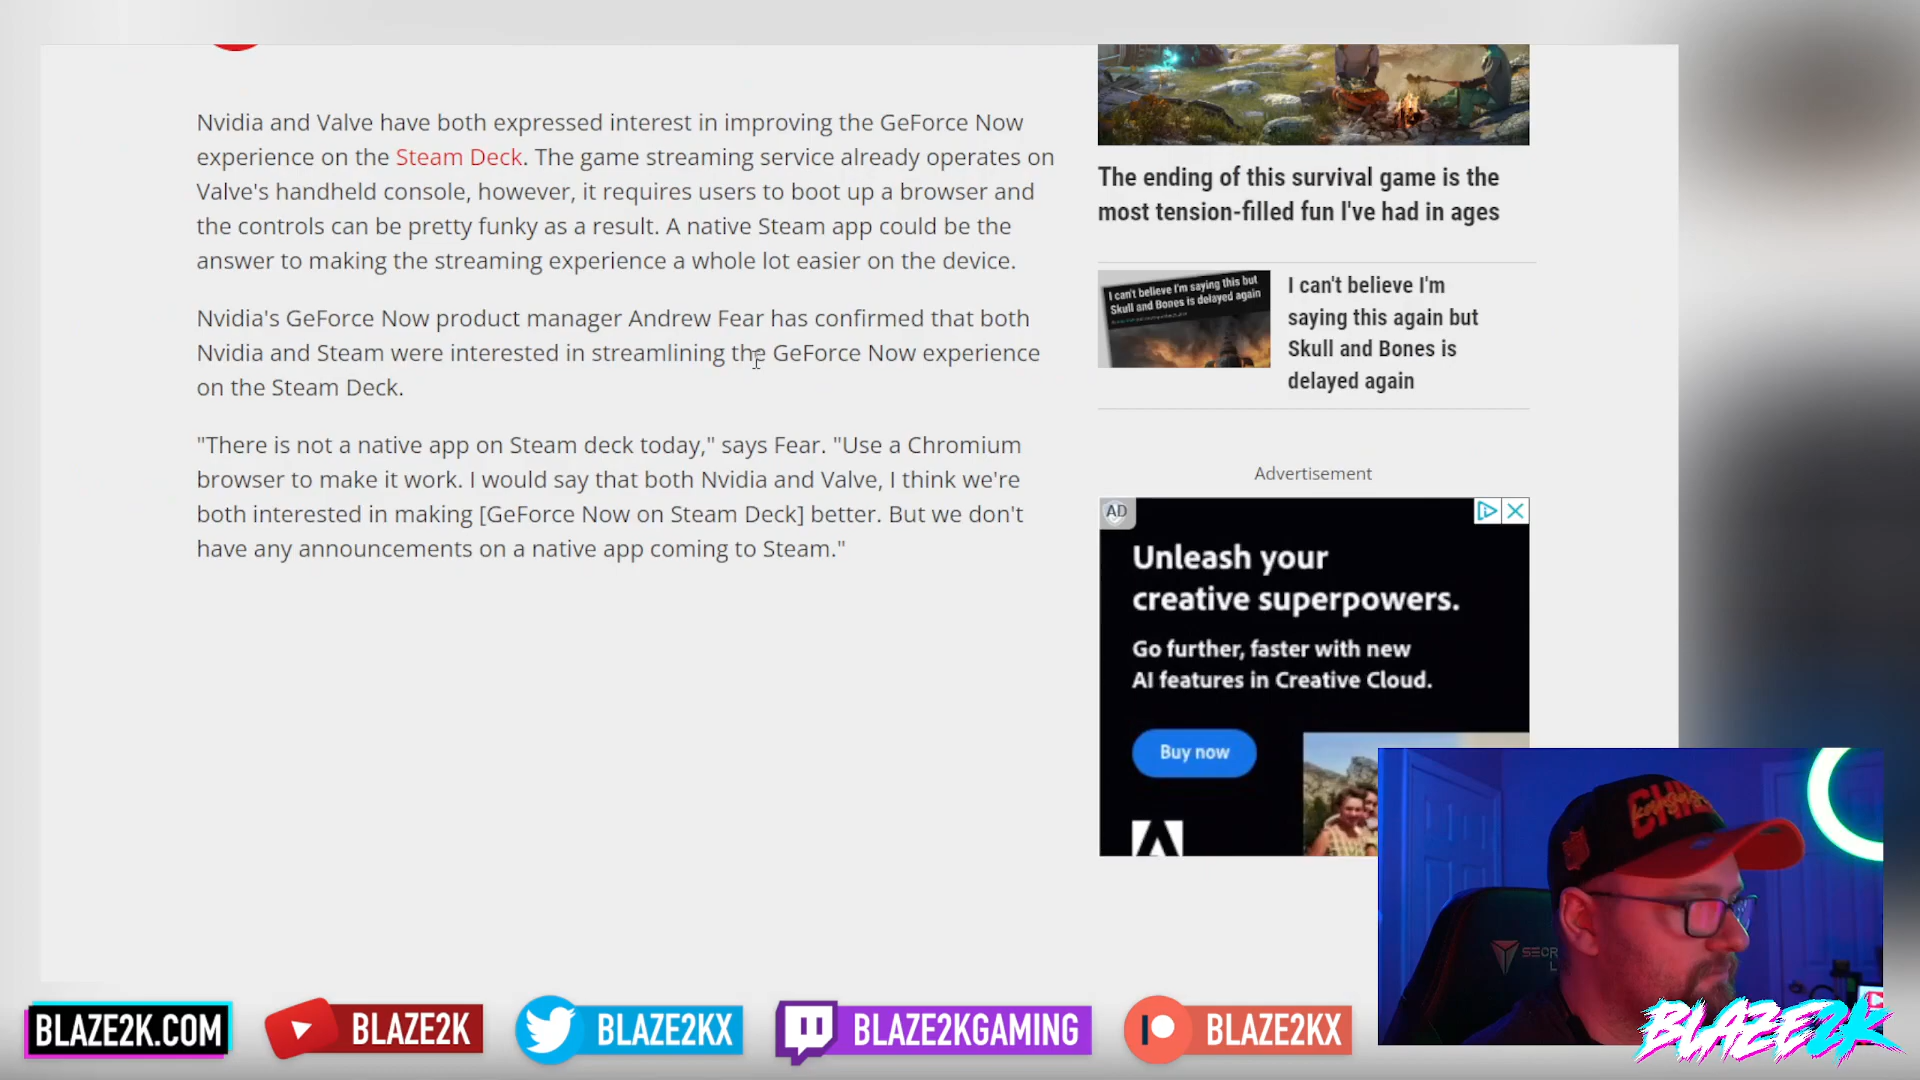 Nvidia and Valve have both expressed interest in improving the GeForce Now
experience on the Steam Deck. The game streaming service already operates on
Valve's handheld console, however, it requires users to boot up a browser and
the controls can be pretty funky as a result. A native Steam app could be the
answer to making the streaming experience a whole lot easier on the device.
Nvidia's GeForce Now product manager Andrew Fear has confirmed that both
Nvidia and Steam were interested in streamlining the GeForce Now experience
on the Steam Deck.
"There is not a native app on Steam deck today," says Fear. "Use a Chromium
browser to make it work. I would say that both Nvidia and Valve, I think we're
both interested in making [GeForce Now on Steam Deck] better. But we don't
have any announcements on a native app coming to Steam."
The ending of this survival game is the
most tension-filled fun I've had in ages
I can't believe I'm saying this but
Skull and Bones is delayed again
I can't believe I'm
saying this again but
Skull and Bones is
delayed again
Advertisement
AD
Unleash your
creative superpowers.
Go further, faster with new
AI features in Creative Cloud.
Buy now
BLAZE2K.COM
BLAZE2K
BLAZE2KX
BLAZE2KGAMING
BLAZE2KX
BLAZE2K